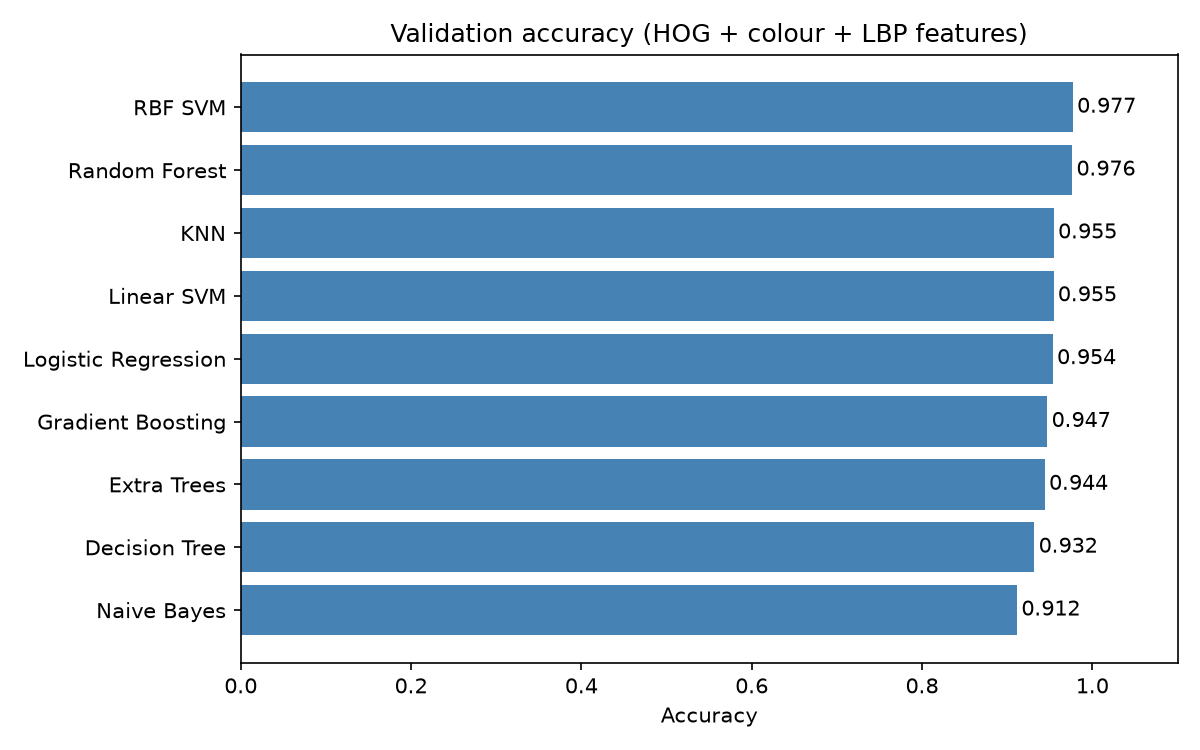 Validation accuracy (HOG + colour + LBP features)
RBF SVM 0.977
Random Forest 0.976
KNN 0.955
Linear SVM 0.955
Logistic Regression 0.954
Gradient Boosting 0.947
Extra Trees 0.944
Decision Tree 0.932
Naive Bayes 0.912
0.0 0.2 0.4 0.6 0.8 1.0
Accuracy